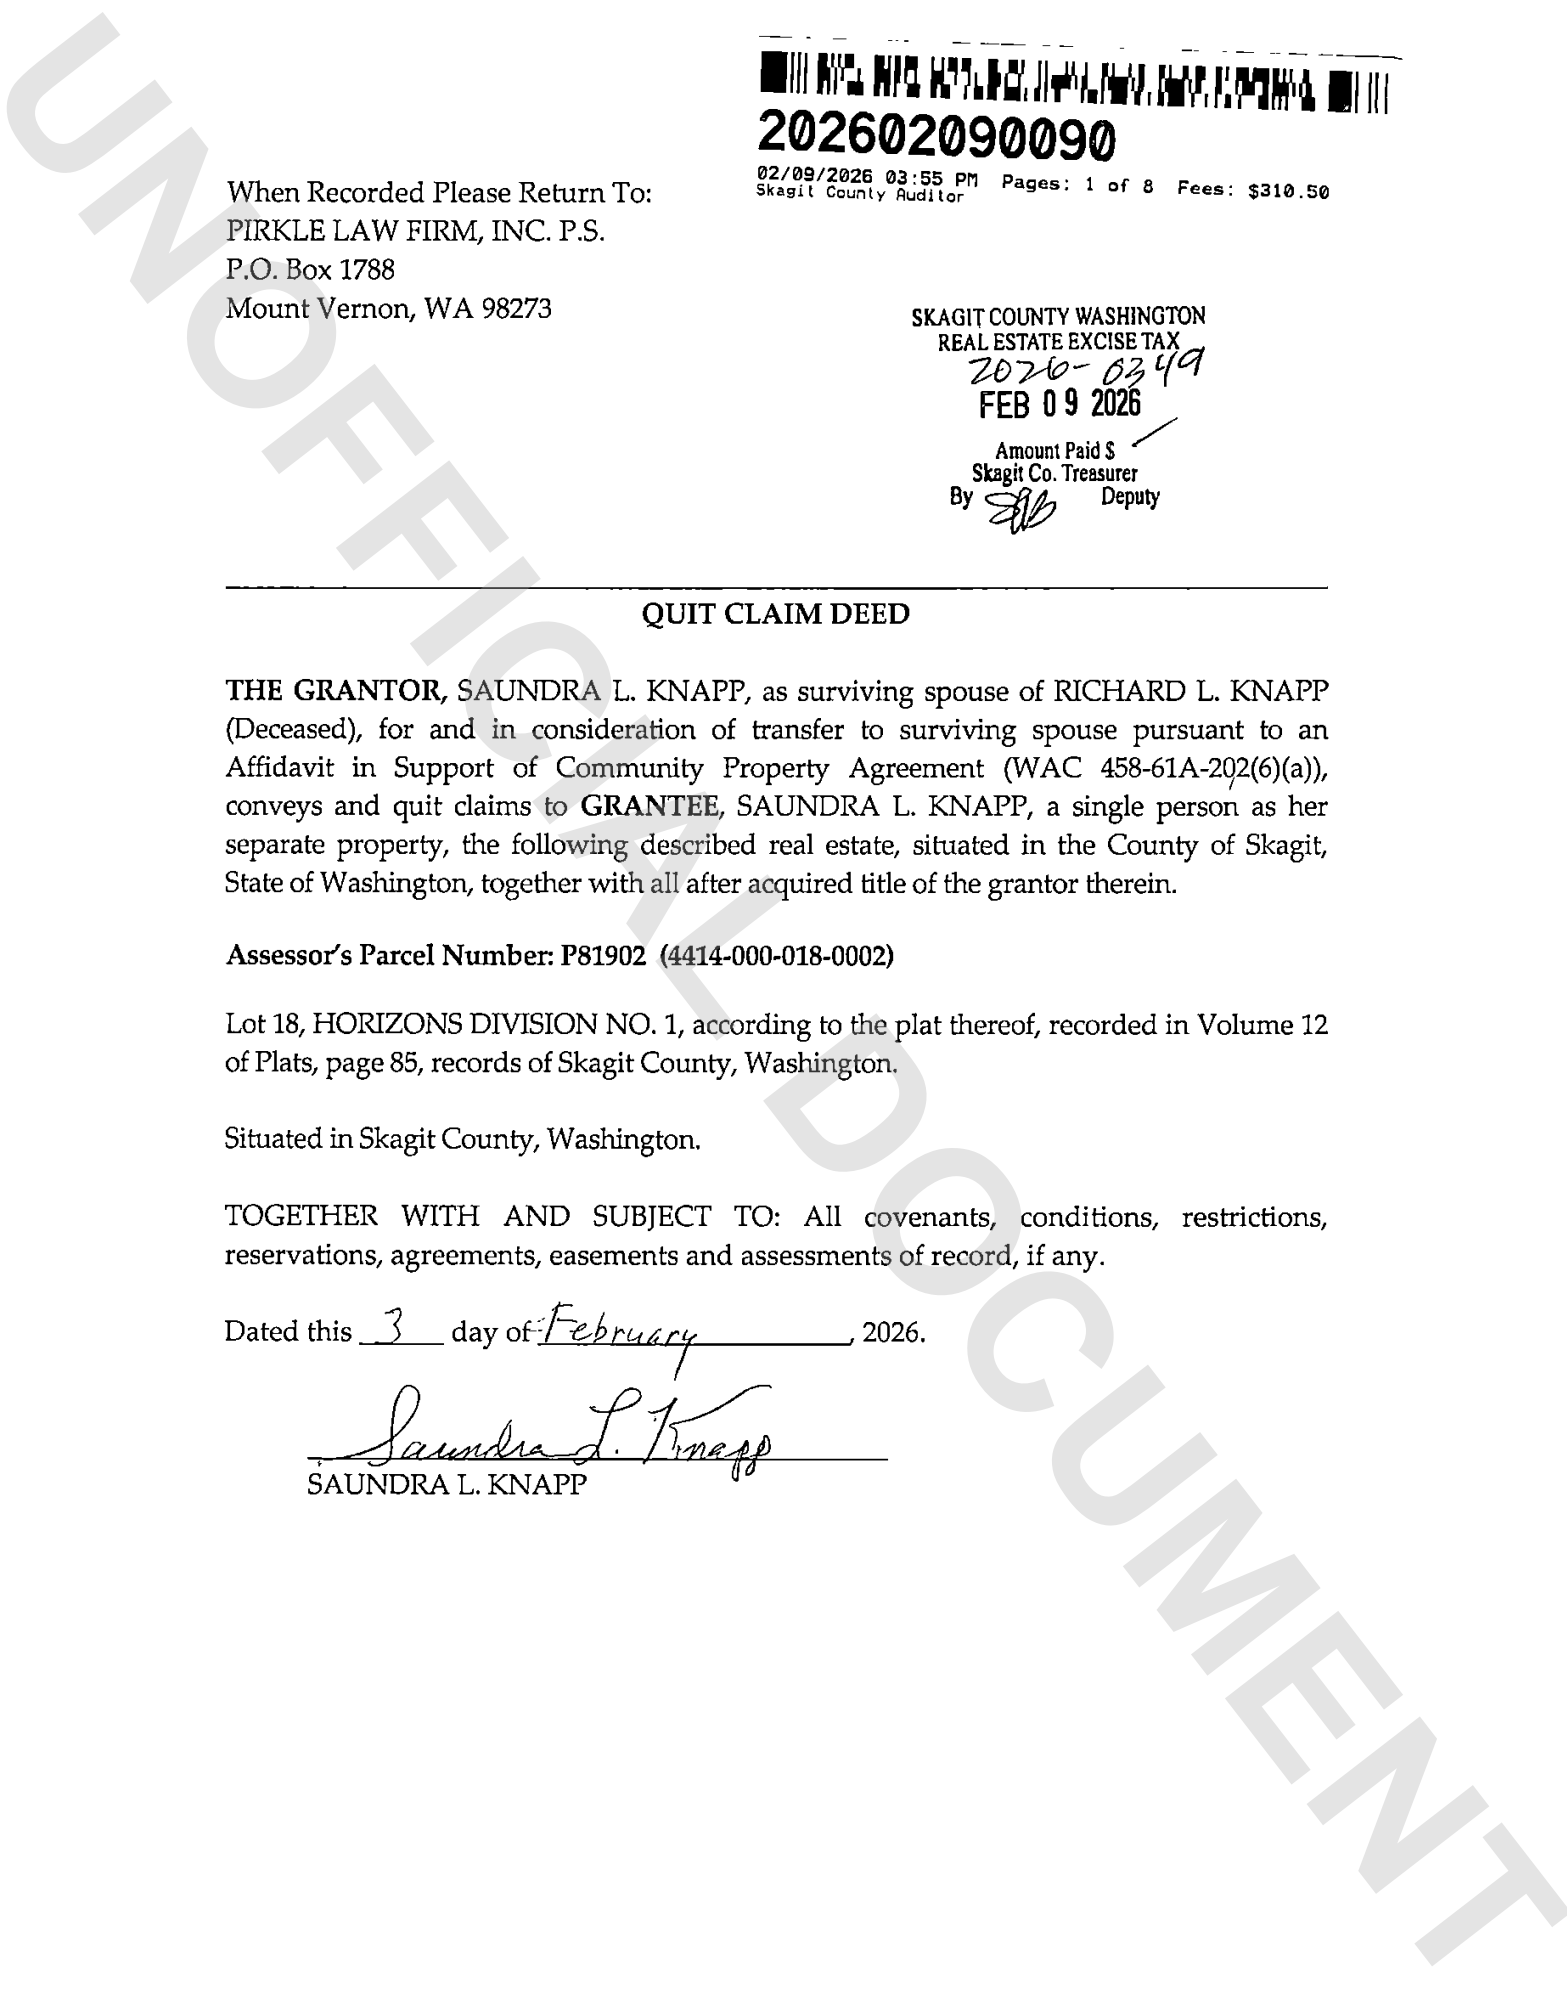 202602090090
02/09/2026 03:55 PM Pages: 1 of 8 Fees: $310.50
Skagit County Auditor
When Recorded Please Return To:
PIRKLE LAW FIRM, INC. P.S.
P.O. Box 1788
Mount Vernon, WA 98273
SKAGIT COUNTY WASHINGTON
REAL ESTATE EXCISE TAX
2026-0349
FEB 09 2026
Amount Paid $
Skagit Co. Treasurer
By Deputy
QUIT CLAIM DEED
THE GRANTOR, SAUNDRA L. KNAPP, as surviving spouse of RICHARD L. KNAPP
(Deceased), for and in consideration of transfer to surviving spouse pursuant to an
Affidavit in Support of Community Property Agreement (WAC 458-61A-202(6)(a)),
conveys and quit claims to GRANTEE, SAUNDRA L. KNAPP, a single person as her
separate property, the following described real estate, situated in the County of Skagit,
State of Washington, together with all after acquired title of the grantor therein.
Assessor's Parcel Number: P81902 (4414-000-018-0002)
Lot 18, HORIZONS DIVISION NO. 1, according to the plat thereof, recorded in Volume 12
of Plats, page 85, records of Skagit County, Washington.
Situated in Skagit County, Washington.
TOGETHER WITH AND SUBJECT TO: All covenants, conditions, restrictions,
reservations, agreements, easements and assessments of record, if any.
Dated this 3 day of February, 2026.
Saundra L. Knapp
SAUNDRA L. KNAPP
UNOFFICIAL DOCUMENT